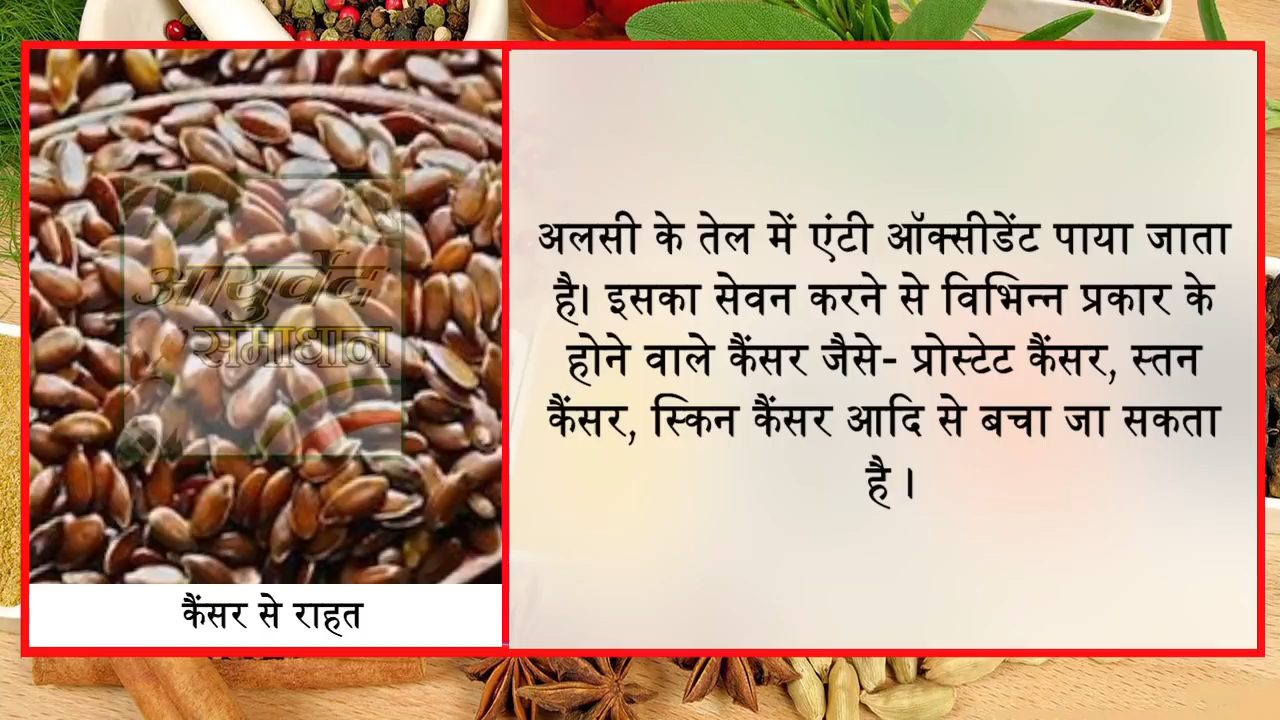 आयुर्वेद
समाधान
कैंसर से राहत
अलसी के तेल में एंटी ऑक्सीडेंट पाया जाता
है। इसका सेवन करने से विभिन्न प्रकार के
होने वाले कैंसर जैसे- प्रोस्टेट कैंसर, स्तन
कैंसर, स्किन कैंसर आदि से बचा जा सकता
है ।